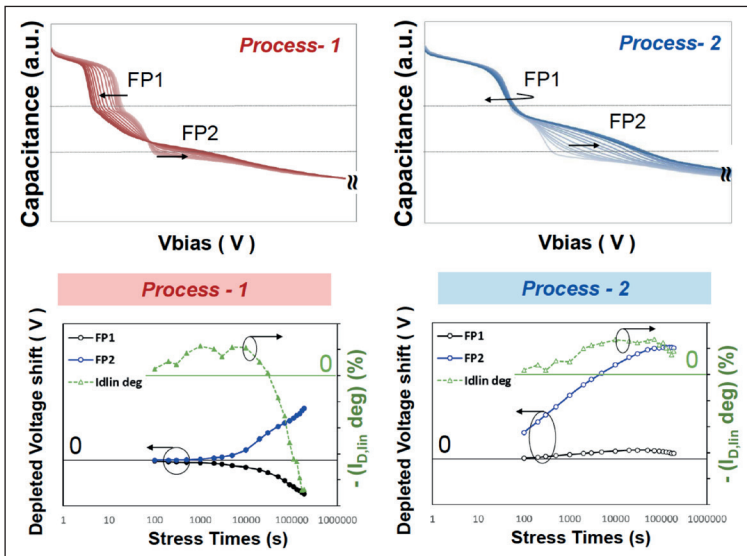 Process- 1
Capacitance (a.u.)
FP1
FP2
Vbias ( V )
Process- 2
Capacitance (a.u.)
FP1
FP2
Vbias ( V )
Process - 1
Depleted Voltage shift ( V )
FP1
FP2
Idlin deg
0
0
- (ID,lin deg) (%)
1 10 100 1000 10000 100000 1000000
Stress Times (s)
Process - 2
Depleted Voltage shift ( V )
FP1
FP2
Idlin deg
0
0
- (ID,lin deg) (%)
1 10 100 1000 10000 100000 1000000
Stress Times (s)